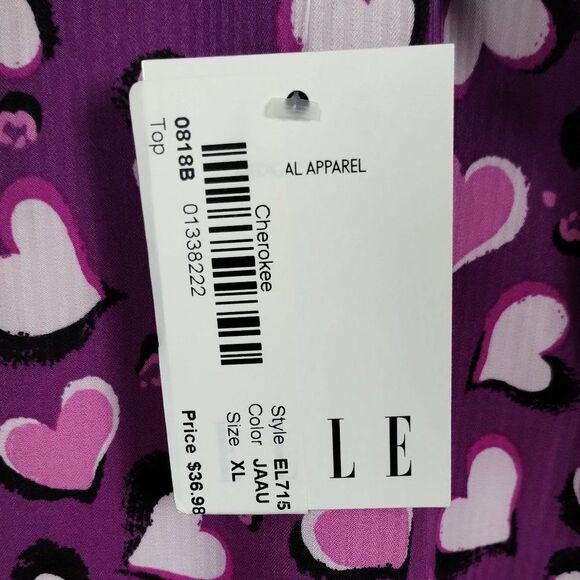 AL APPAREL
L E
Cherokee
0818B 01338222
Top
Style EL715
Color JAAU
Size XL
Price $36.98